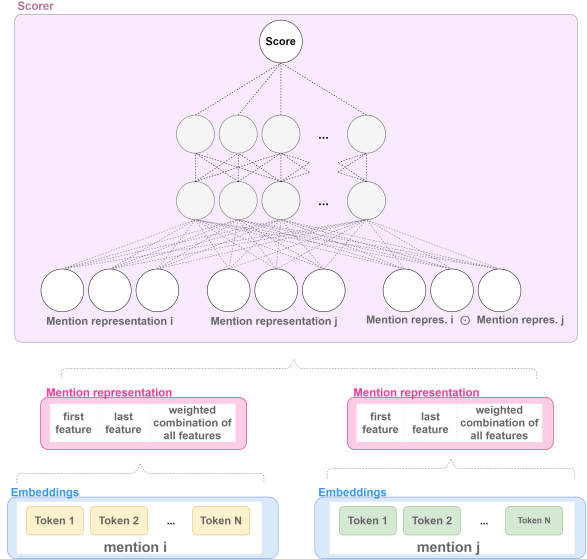 Scorer
Score
...
...
Mention representation i
Mention representation j
Mention repres. i ⊙ Mention repres. j
Mention representation
first feature
last feature
weighted combination of all features
Mention representation
first feature
last feature
weighted combination of all features
Embeddings
Token 1
Token 2
...
Token N
mention i
Embeddings
Token 1
Token 2
...
Token N
mention j